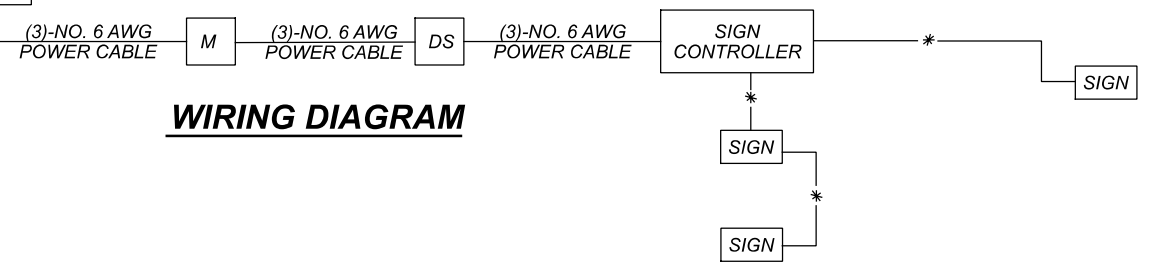 (3)-NO. 6 AWG
POWER CABLE
M
(3)-NO. 6 AWG
POWER CABLE
DS
(3)-NO. 6 AWG
POWER CABLE
SIGN
CONTROLLER
*
SIGN
*
WIRING DIAGRAM
SIGN
*
SIGN